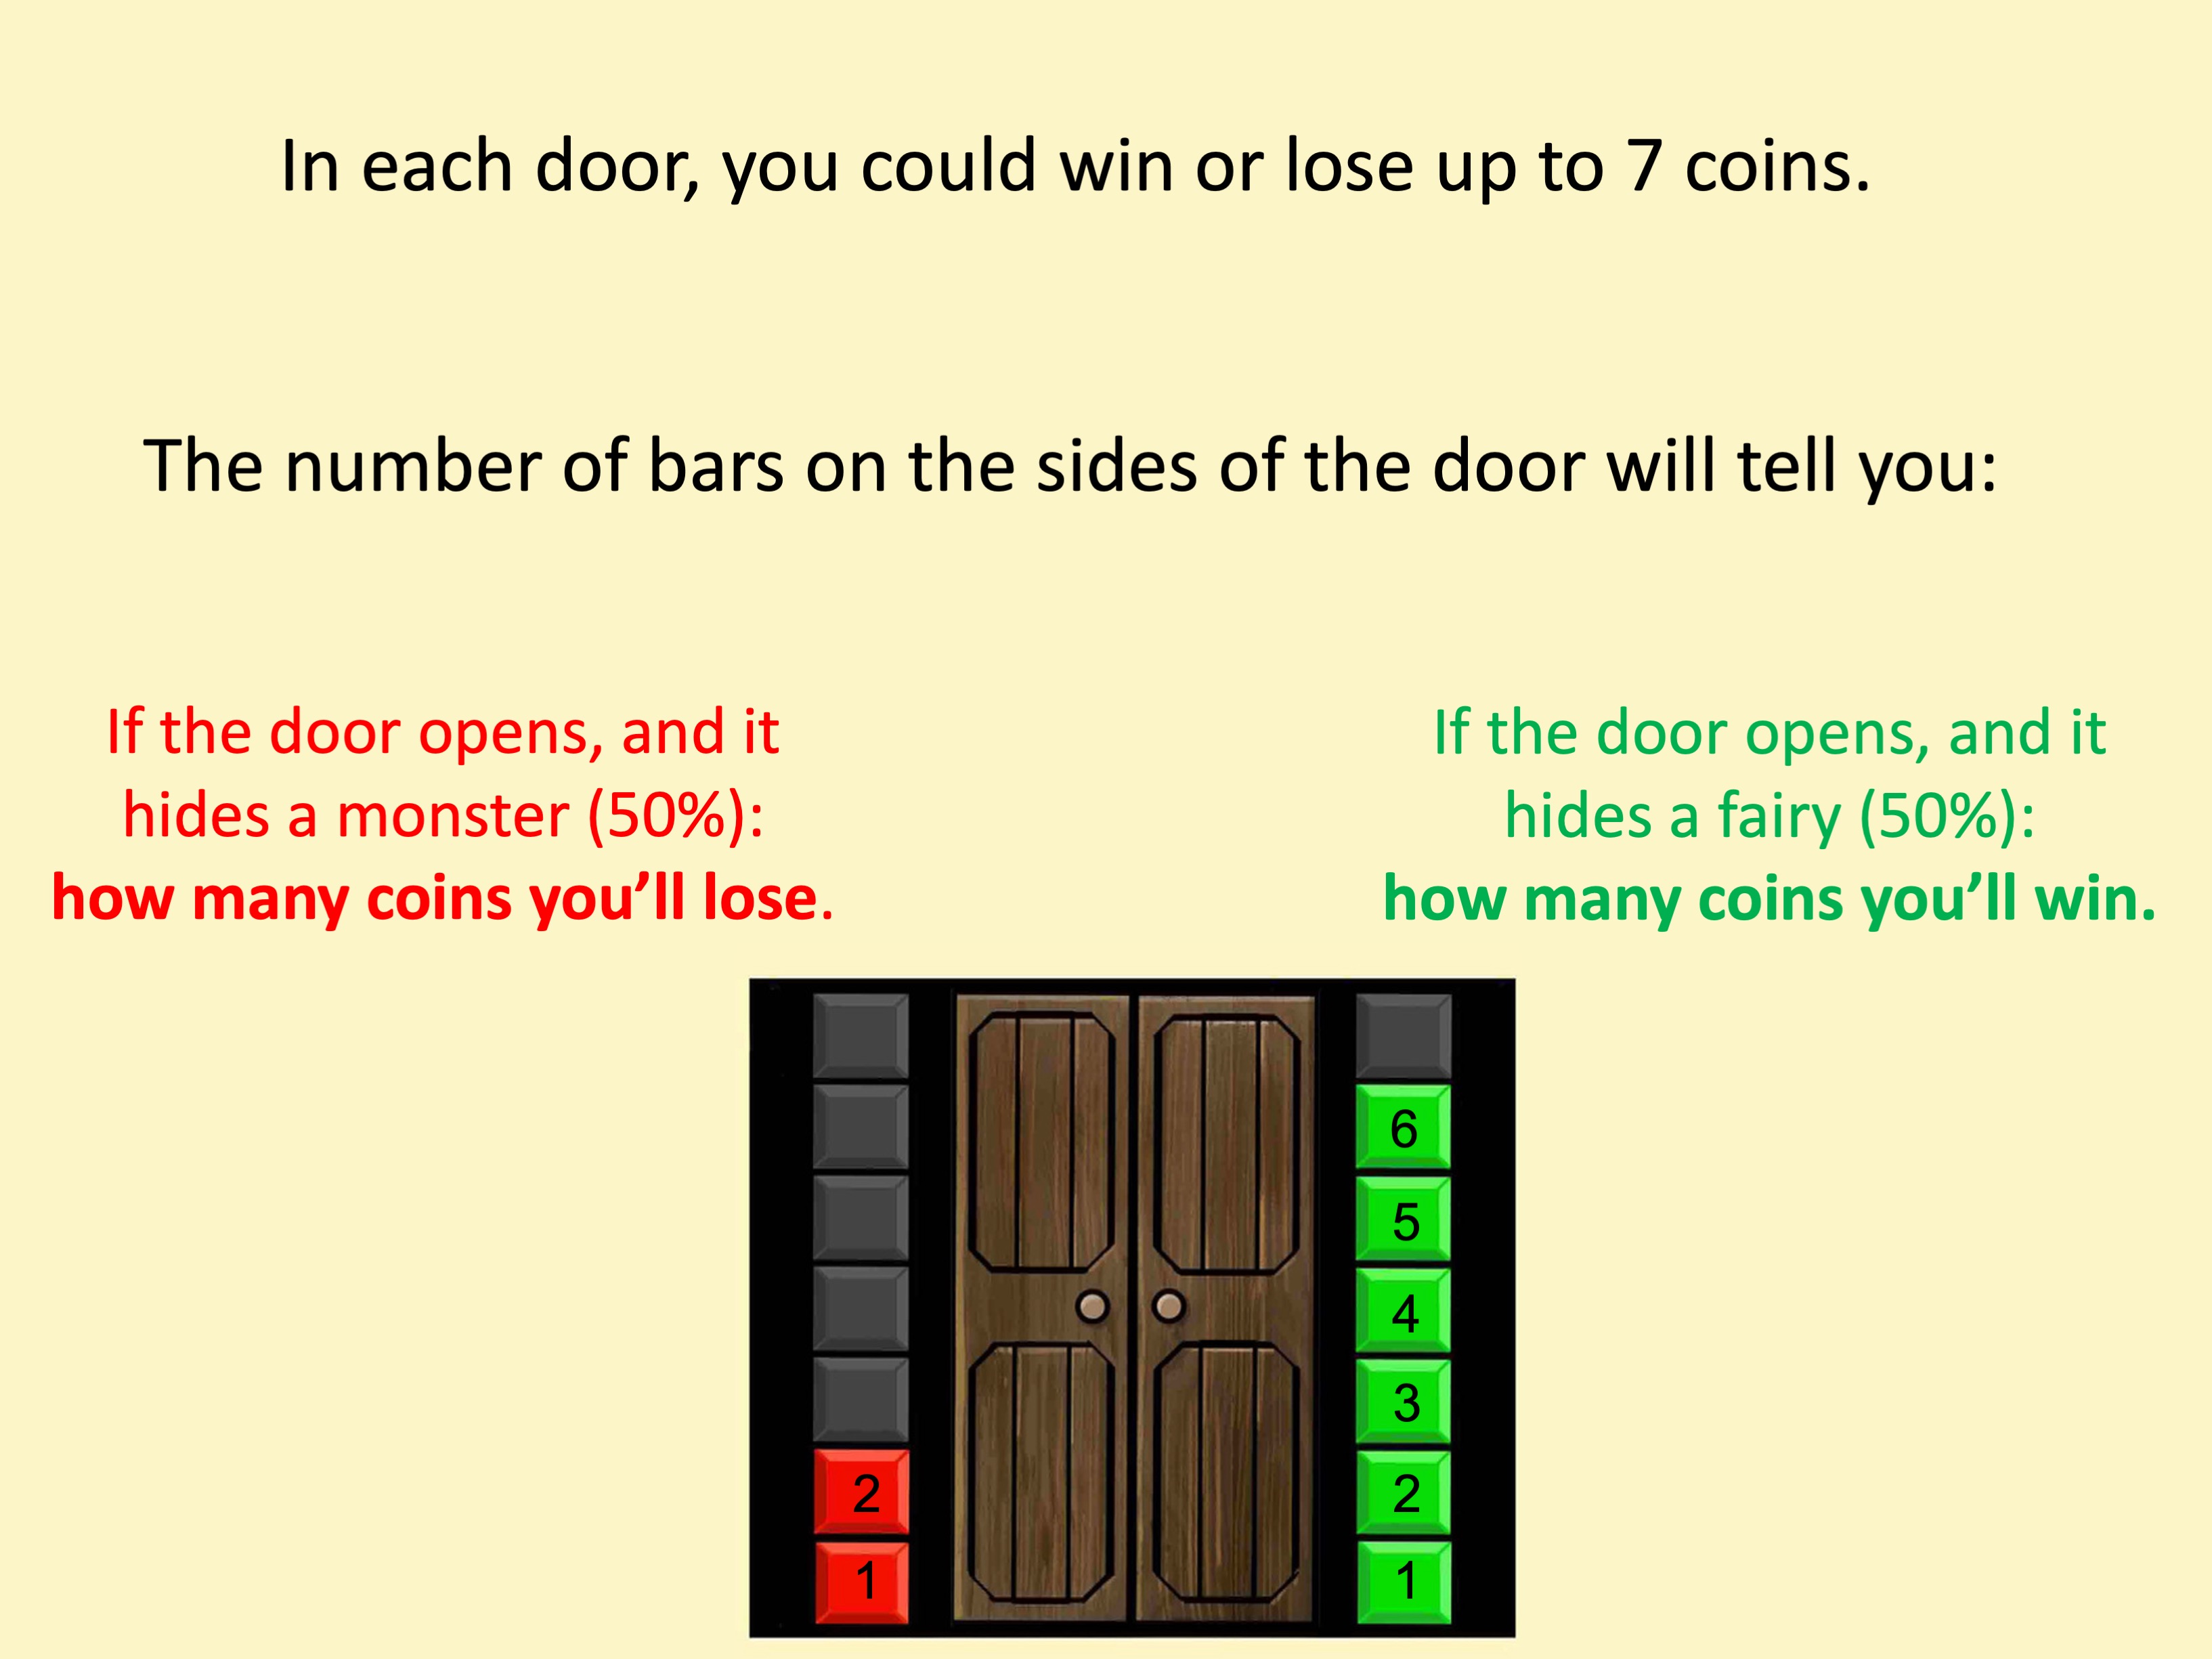 In each door, you could win or lose up to 7 coins.
The number of bars on the sides of the door will tell you:
If the door opens, and it
hides a monster (50%):
how many coins you’ll lose.
If the door opens, and it
hides a fairy (50%):
how many coins you’ll win.
2
1
6
5
4
3
2
1